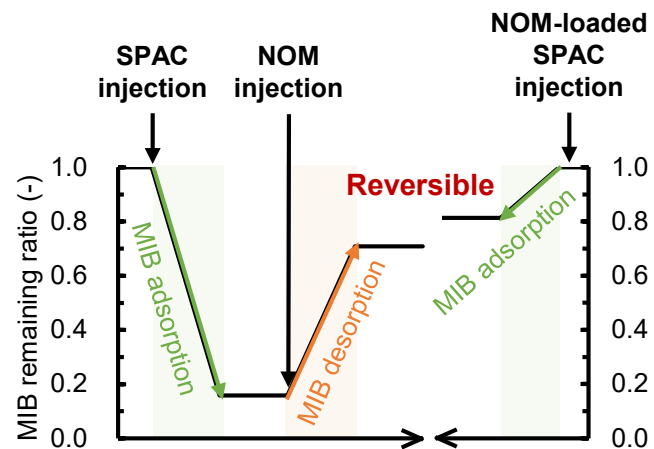 SPAC
injection
NOM
injection
NOM-loaded
SPAC
injection
MIB remaining ratio (-)
1.0
0.8
0.6
0.4
0.2
0.0
MIB adsorption
MIB desorption
Reversible
MIB adsorption
1.0
0.8
0.6
0.4
0.2
0.0